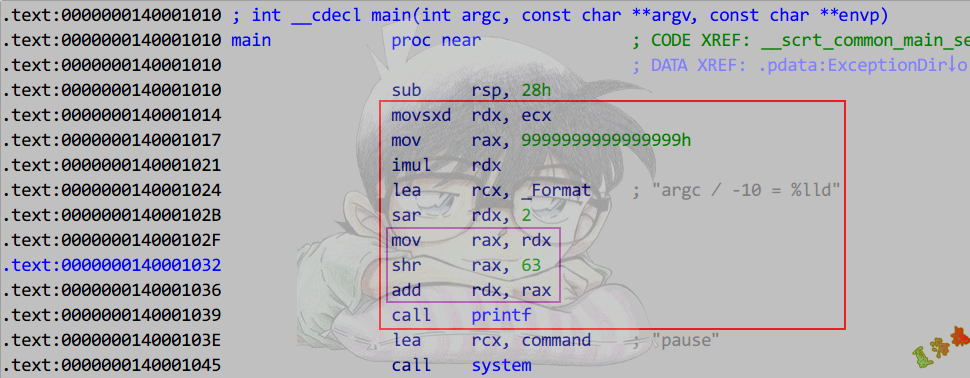 .text:0000000140001010 ; int __cdecl main(int argc, const char **argv, const char **envp)
.text:0000000140001010 main proc near ; CODE XREF: __scrt_common_main_se
.text:0000000140001010 ; DATA XREF: .pdata:ExceptionDir↓o
.text:0000000140001010 sub rsp, 28h
.text:0000000140001014 movsxd rdx, ecx
.text:0000000140001017 mov rax, 9999999999999999h
.text:0000000140001021 imul rdx
.text:0000000140001024 lea rcx, _Format ; "argc / -10 = %lld"
.text:000000014000102B sar rdx, 2
.text:000000014000102F mov rax, rdx
.text:0000000140001032 shr rax, 63
.text:0000000140001036 add rdx, rax
.text:0000000140001039 call printf
.text:000000014000103E lea rcx, command ; "pause"
.text:0000000140001045 call system